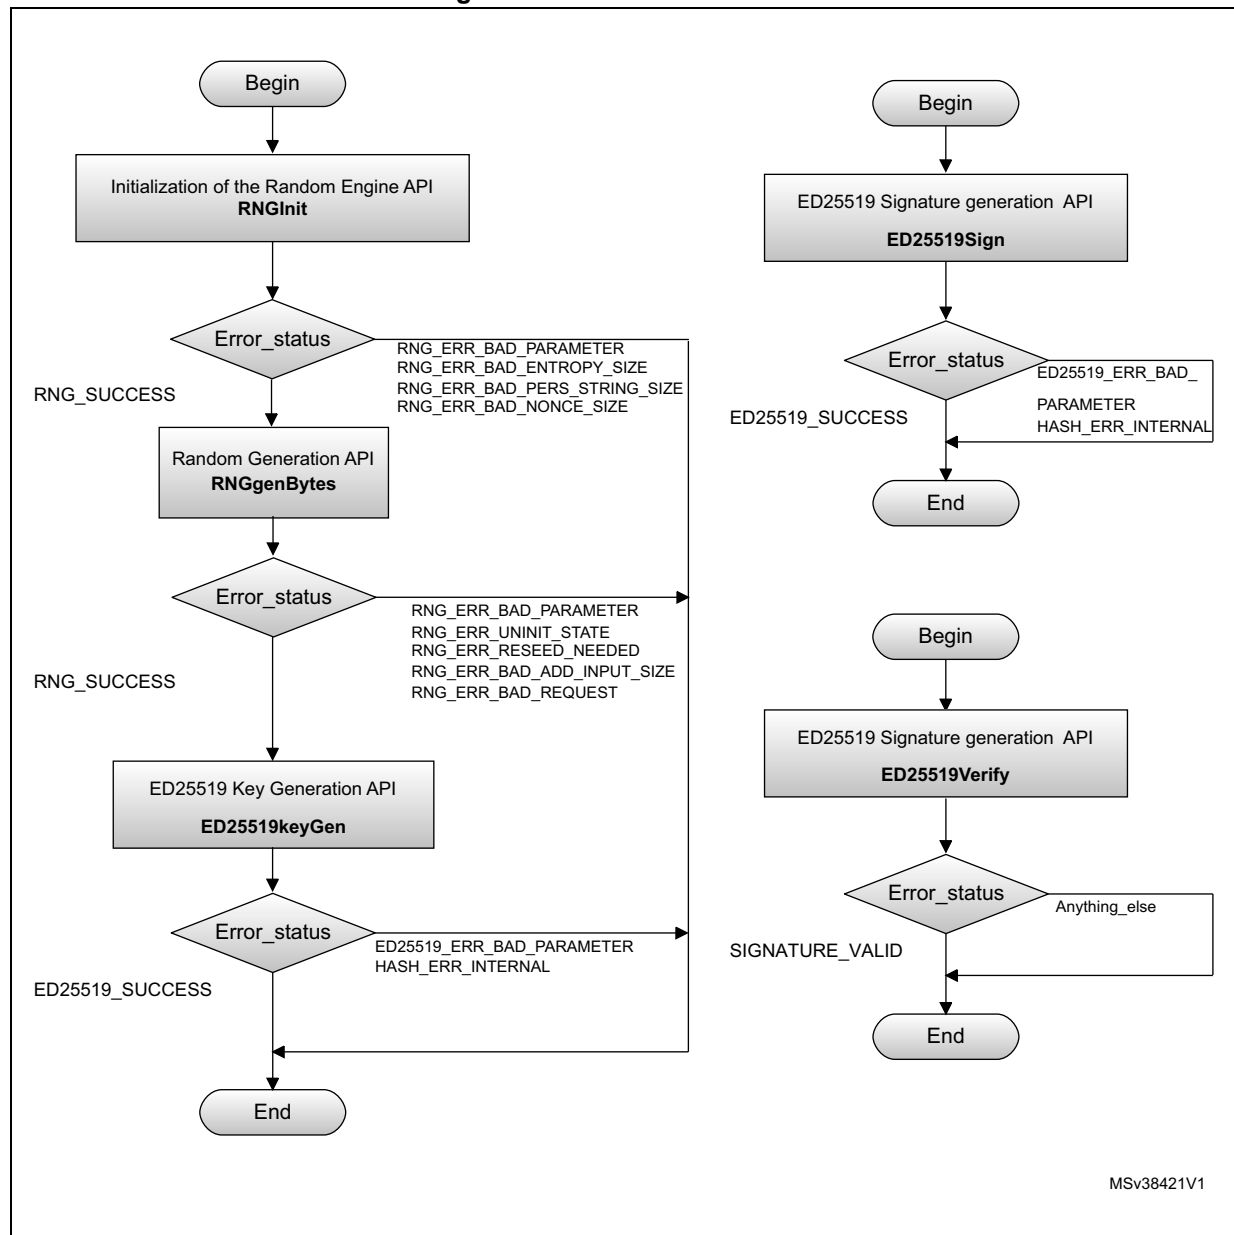 Begin
Initialization of the Random Engine API
RNGInit
Error_status
RNG_ERR_BAD_PARAMETER
RNG_ERR_BAD_ENTROPY_SIZE
RNG_ERR_BAD_PERS_STRING_SIZE
RNG_ERR_BAD_NONCE_SIZE
RNG_SUCCESS
Random Generation API
RNGgenBytes
Error_status
RNG_ERR_BAD_PARAMETER
RNG_ERR_UNINIT_STATE
RNG_ERR_RESEED_NEEDED
RNG_ERR_BAD_ADD_INPUT_SIZE
RNG_ERR_BAD_REQUEST
RNG_SUCCESS
ED25519 Key Generation API
ED25519keyGen
Error_status
ED25519_ERR_BAD_PARAMETER
HASH_ERR_INTERNAL
ED25519_SUCCESS
End
Begin
ED25519 Signature generation API
ED25519Sign
Error_status
ED25519_ERR_BAD_
PARAMETER
HASH_ERR_INTERNAL
ED25519_SUCCESS
End
Begin
ED25519 Signature generation API
ED25519Verify
Error_status
Anything_else
SIGNATURE_VALID
End
MSv38421V1